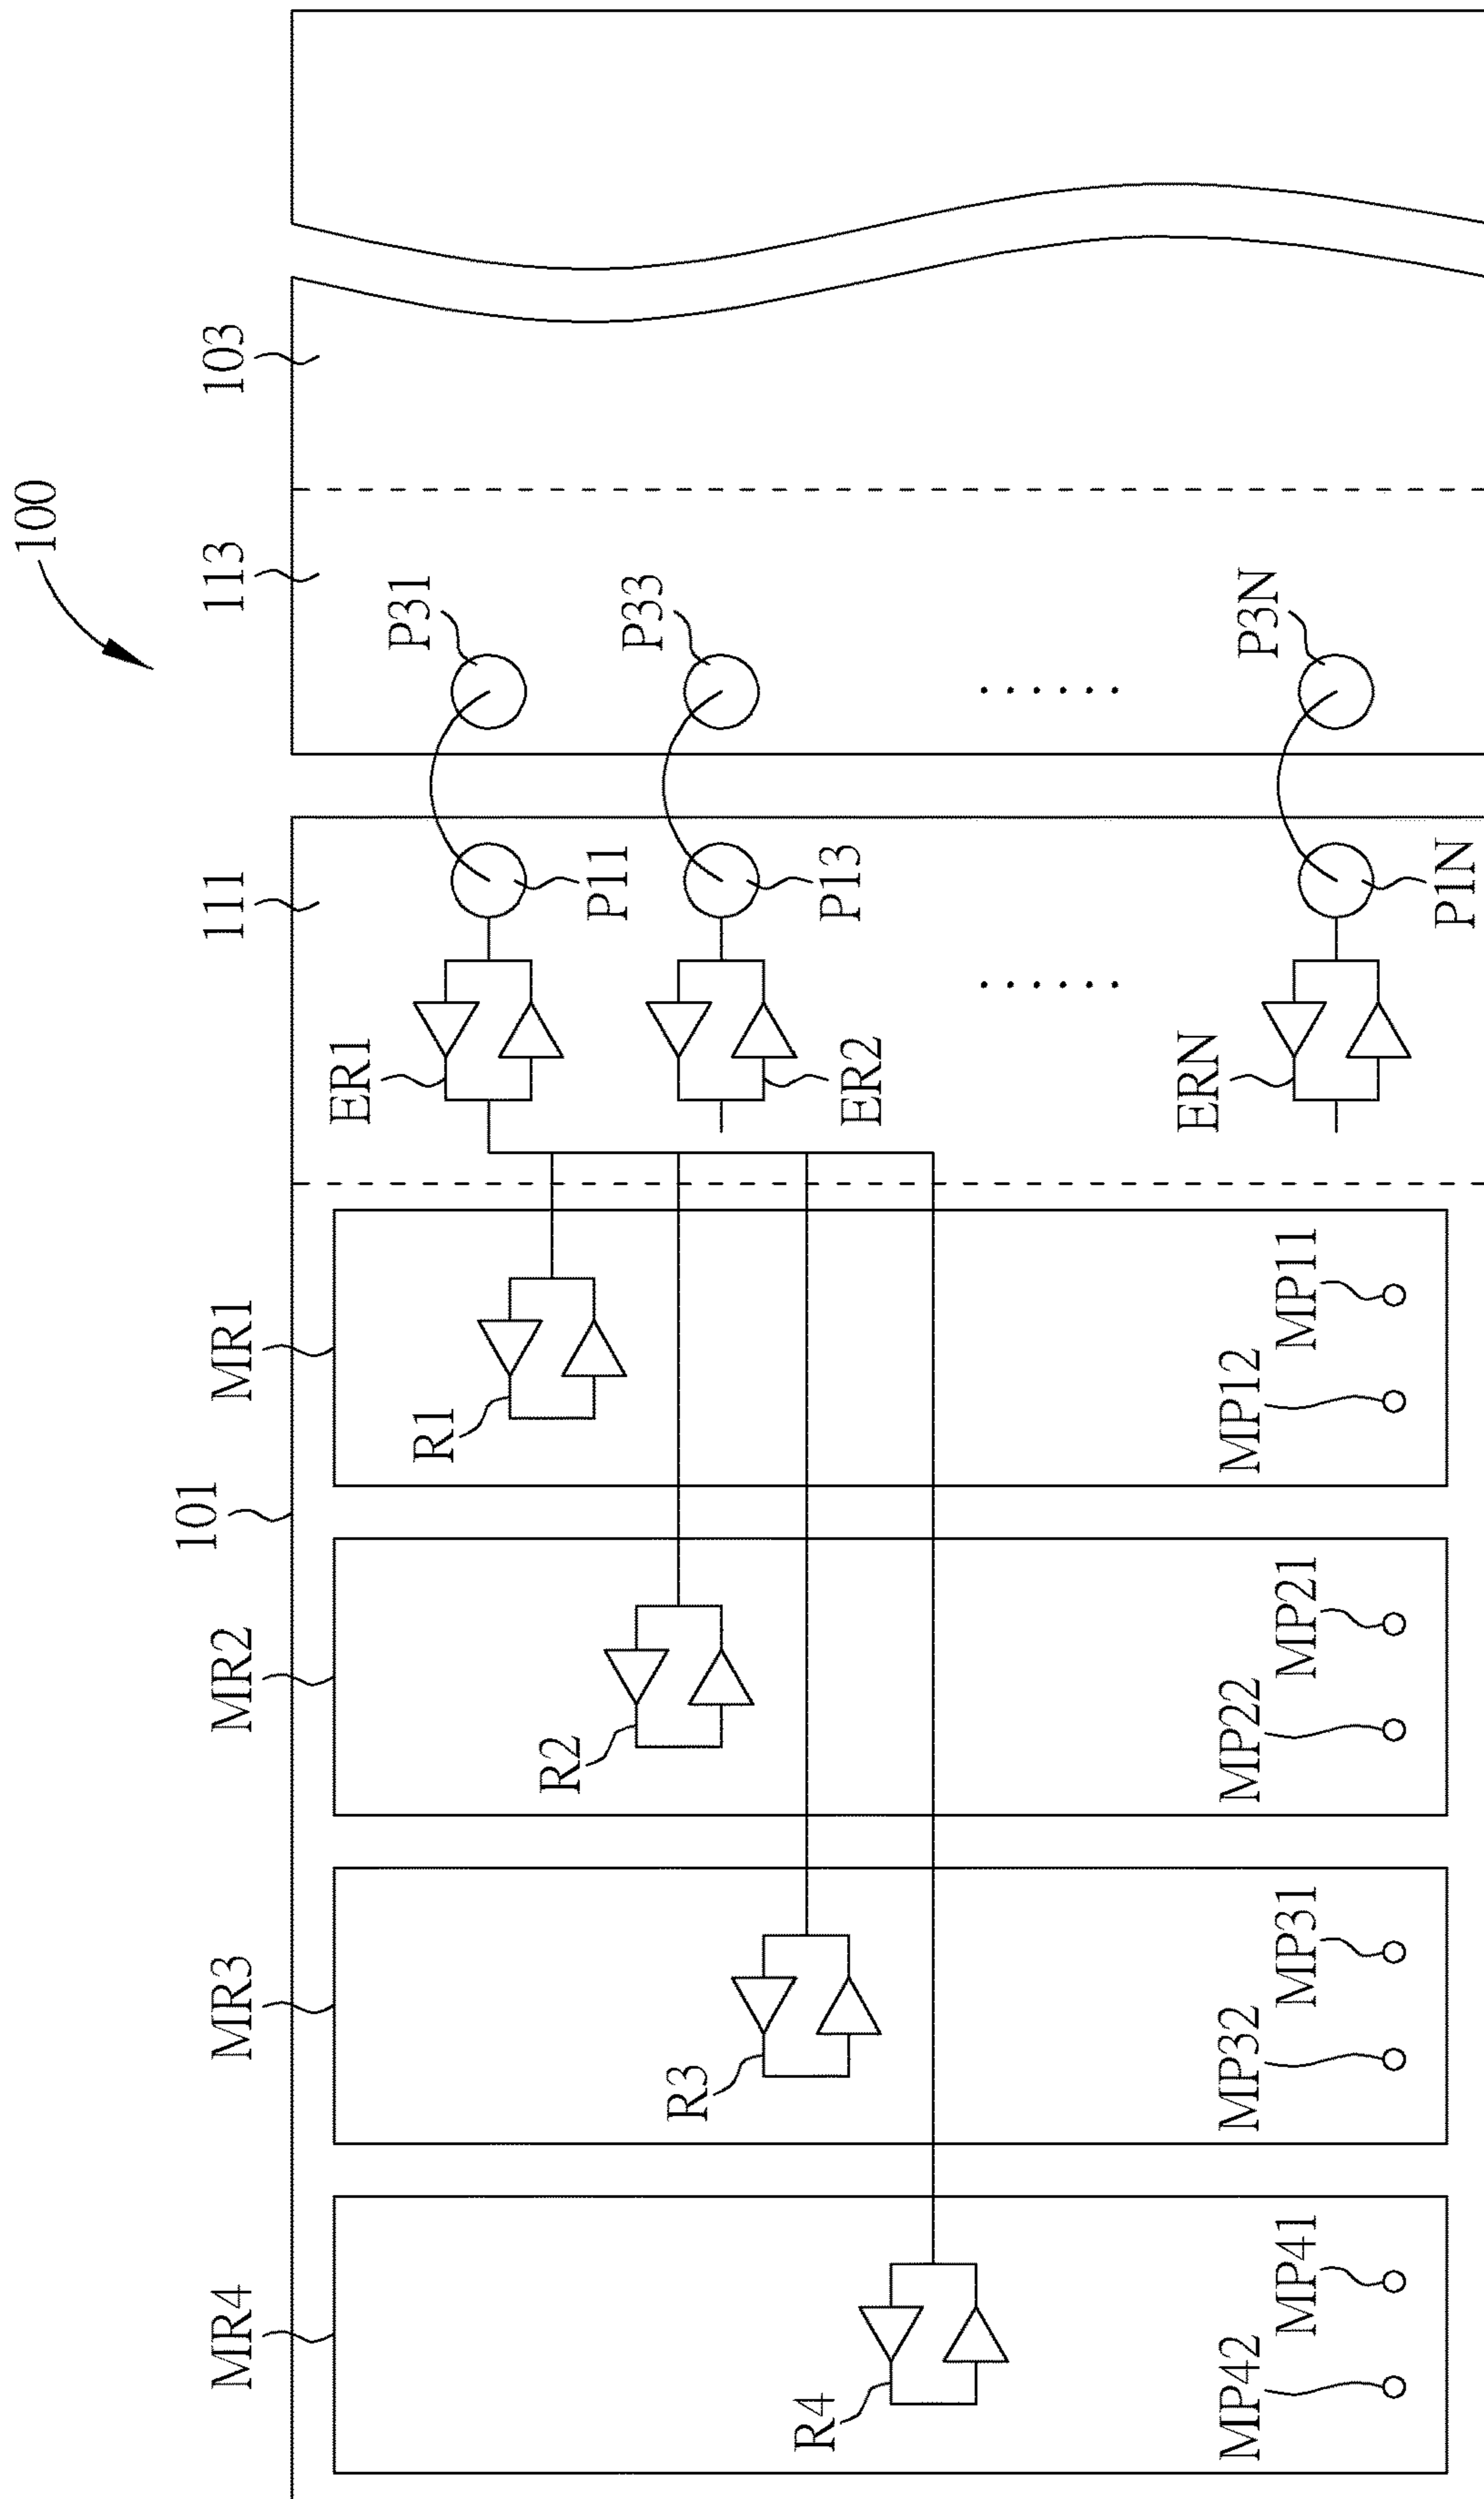 100
101
111
113
103
MR4
MR3
MR2
MR1
ER1
P31
R1
P11
P33
R2
ER2
P13
R3
R4
MP42
MP41
MP32
MP31
MP22
MP21
MP12
MP11
ERN
P3N
P1N